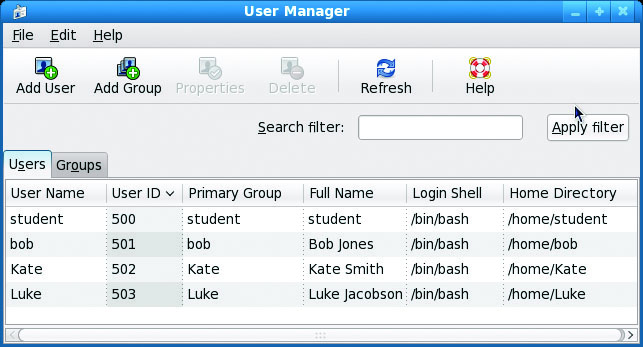 User Manager
File Edit Help
Add User Add Group Properties Delete Refresh Help
Search filter: Apply filter
Users Groups
User Name User ID Primary Group Full Name Login Shell Home Directory
student 500 student student /bin/bash /home/student
bob 501 bob Bob Jones /bin/bash /home/bob
Kate 502 Kate Kate Smith /bin/bash /home/Kate
Luke 503 Luke Luke Jacobson /bin/bash /home/Luke